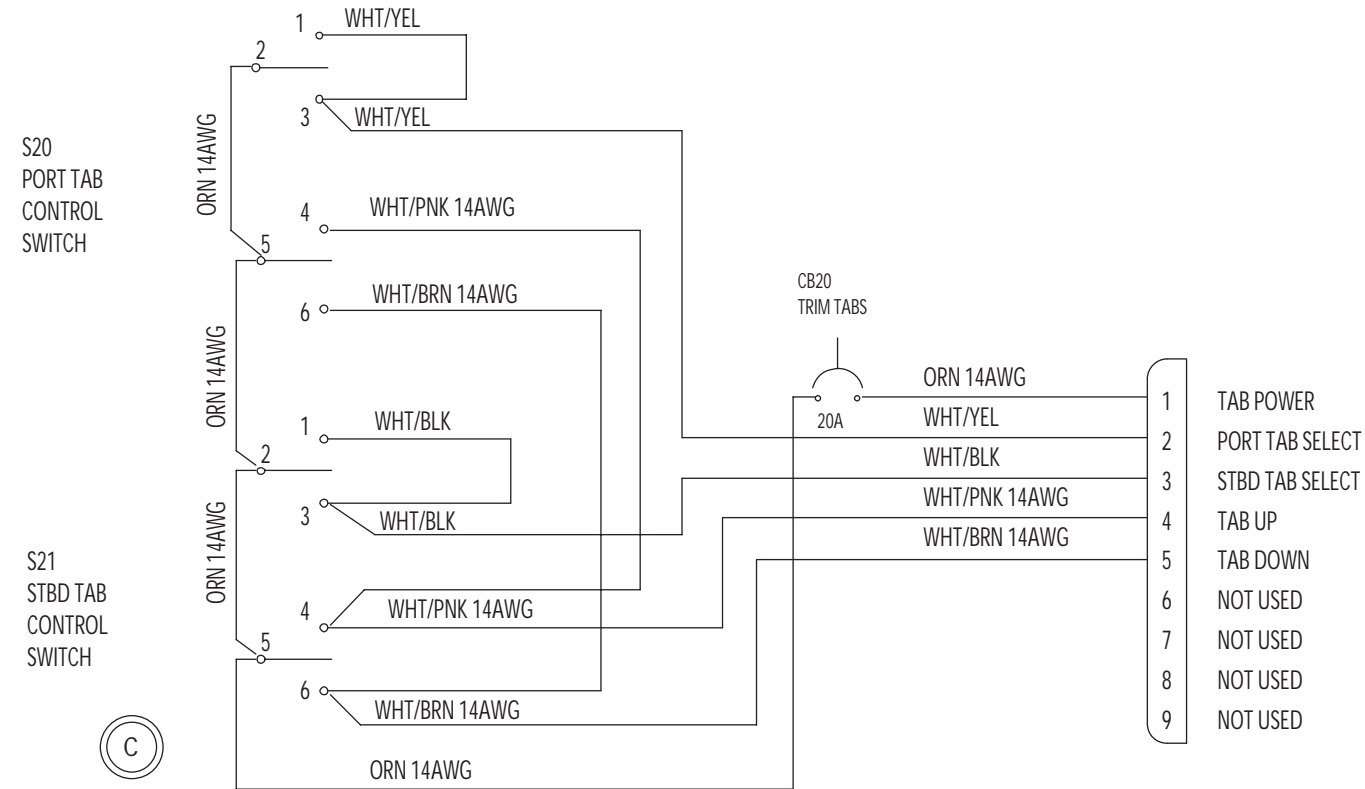 1
WHT/YEL
2
3
WHT/YEL
ORN 14AWG
S20
PORT TAB
CONTROL
SWITCH
4
WHT/PNK 14AWG
5
6
WHT/BRN 14AWG
ORN 14AWG
1
WHT/BLK
2
3
WHT/BLK
ORN 14AWG
S21
STBD TAB
CONTROL
SWITCH
4
WHT/PNK 14AWG
5
6
WHT/BRN 14AWG
C
ORN 14AWG
CB20
TRIM TABS
20A
ORN 14AWG
WHT/YEL
WHT/BLK
WHT/PNK 14AWG
WHT/BRN 14AWG
1 TAB POWER
2 PORT TAB SELECT
3 STBD TAB SELECT
4 TAB UP
5 TAB DOWN
6 NOT USED
7 NOT USED
8 NOT USED
9 NOT USED